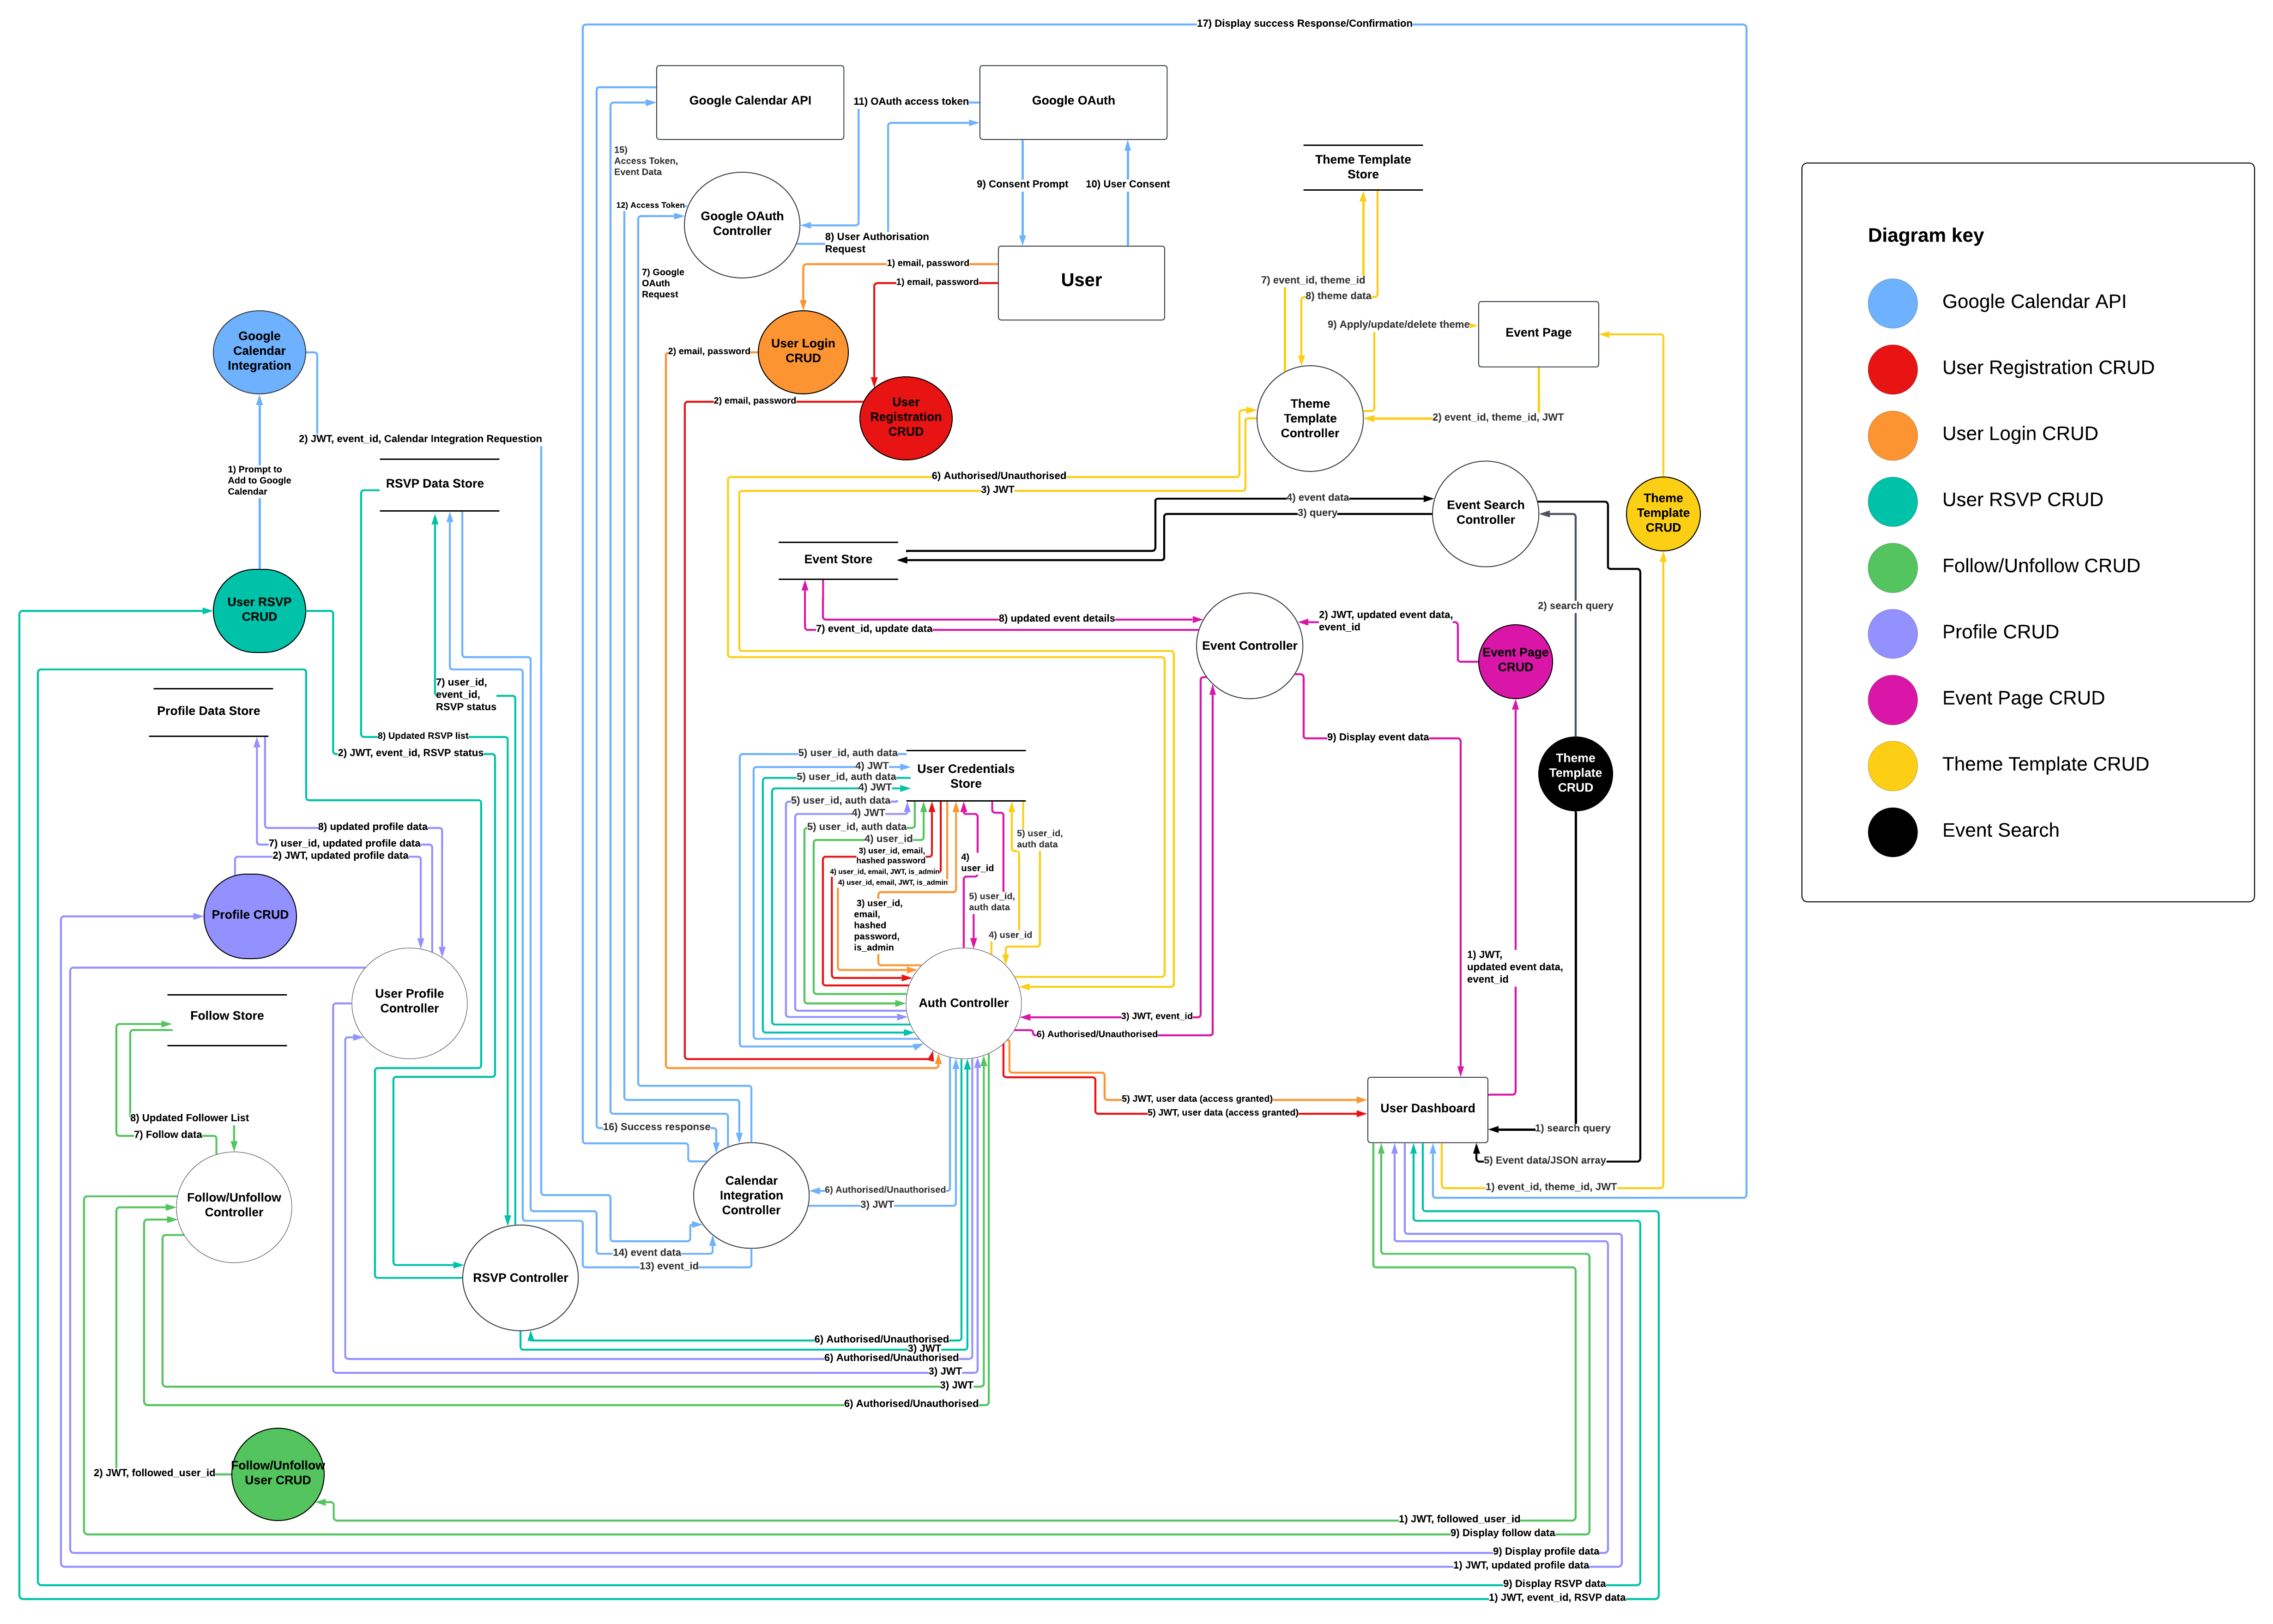 17) Display success Response/Confirmation
Google Calendar API
11) OAuth access token
Google OAuth
15)
Access Token,
Event Data
9) Consent Prompt
10) User Consent
Theme Template
Store
12) Access Token
Google OAuth
Controller
8) User Authorisation
Request
7) Google
OAuth
Request
1) email, password
1) email, password
User
7) event_id, theme_id
8) theme data
9) Apply/update/delete theme
Event Page
Google
Calendar
Integration
2) email, password
User Login
CRUD
2) email, password
User
Registration
CRUD
Theme
Template
Controller
2) event_id, theme_id, JWT
2) JWT, event_id, Calendar Integration Requestion
1) Prompt to
Add to Google
Calendar
RSVP Data Store
6) Authorised/Unauthorised
3) JWT
4) event data
3) query
Event Search
Controller
Theme
Template
CRUD
Event Store
User RSVP
CRUD
2) search query
8) updated event details
7) event_id, update data
Event Controller
2) JWT, updated event data,
event_id
Event Page
CRUD
7) user_id,
event_id,
RSVP status
Profile Data Store
8) Updated RSVP list
2) JWT, event_id, RSVP status
9) Display event data
Theme
Template
CRUD
5) user_id, auth data
4) JWT
5) user_id, auth data
4) JWT
5) user_id, auth data
4) JWT
5) user_id, auth data
4) user_id
User Credentials
Store
3) user_id, email,
hashed password
4) user_id, email, JWT, is_admin
4) user_id, email, JWT, is_admin
3) user_id,
email,
hashed
password,
is_admin
4)
user_id
5) user_id,
auth data
5) user_id,
auth data
4) user_id
8) updated profile data
7) user_id, updated profile data
2) JWT, updated profile data
Profile CRUD
User Profile
Controller
Auth Controller
1) JWT,
updated event data,
event_id
Follow Store
3) JWT, event_id
6) Authorised/Unauthorised
5) JWT, user data (access granted)
5) JWT, user data (access granted)
User Dashboard
1) search query
5) Event data/JSON array
1) event_id, theme_id, JWT
8) Updated Follower List
7) Follow data
16) Success response
Calendar
Integration
Controller
6) Authorised/Unauthorised
3) JWT
Follow/Unfollow
Controller
14) event data
13) event_id
RSVP Controller
6) Authorised/Unauthorised
3) JWT
6) Authorised/Unauthorised
3) JWT
3) JWT
6) Authorised/Unauthorised
2) JWT, followed_user_id
Follow/Unfollow
User CRUD
1) JWT, followed_user_id
9) Display follow data
9) Display profile data
1) JWT, updated profile data
9) Display RSVP data
1) JWT, event_id, RSVP data
Diagram key
Google Calendar API
User Registration CRUD
User Login CRUD
User RSVP CRUD
Follow/Unfollow CRUD
Profile CRUD
Event Page CRUD
Theme Template CRUD
Event Search